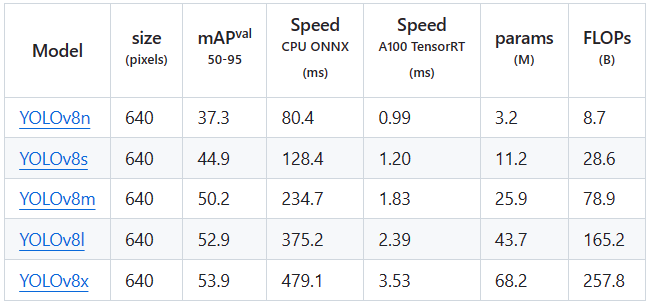 Model size (pixels) mAPval 50-95 Speed CPU ONNX (ms) Speed A100 TensorRT (ms) params (M) FLOPs (B)
YOLOv8n 640 37.3 80.4 0.99 3.2 8.7
YOLOv8s 640 44.9 128.4 1.20 11.2 28.6
YOLOv8m 640 50.2 234.7 1.83 25.9 78.9
YOLOv8l 640 52.9 375.2 2.39 43.7 165.2
YOLOv8x 640 53.9 479.1 3.53 68.2 257.8